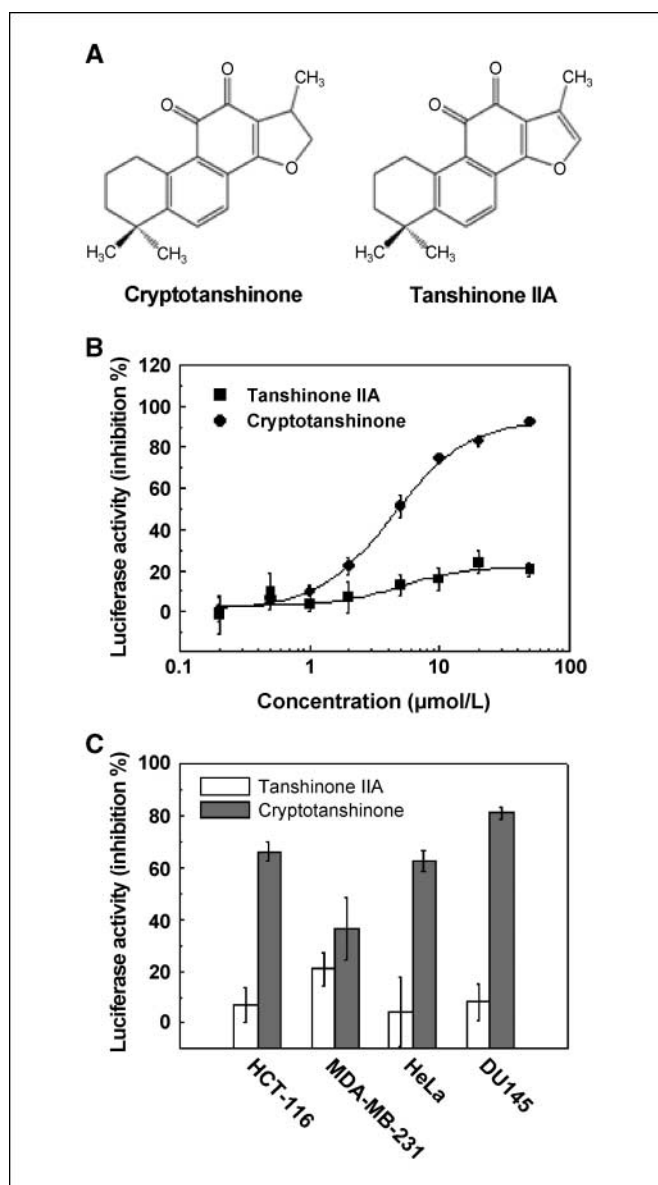 A
O
O
CH3
O
H3C
CH3
Cryptotanshinone
O
O
CH3
O
H3C
CH3
Tanshinone IIA
B
Luciferase activity (inhibition %)
120
100
80
60
40
20
0
Tanshinone IIA
Cryptotanshinone
0.1
1
10
100
Concentration (μmol/L)
C
Luciferase activity (inhibition %)
100
80
60
40
20
0
Tanshinone IIA
Cryptotanshinone
HCT-116
MDA-MB-231
HeLa
DU145